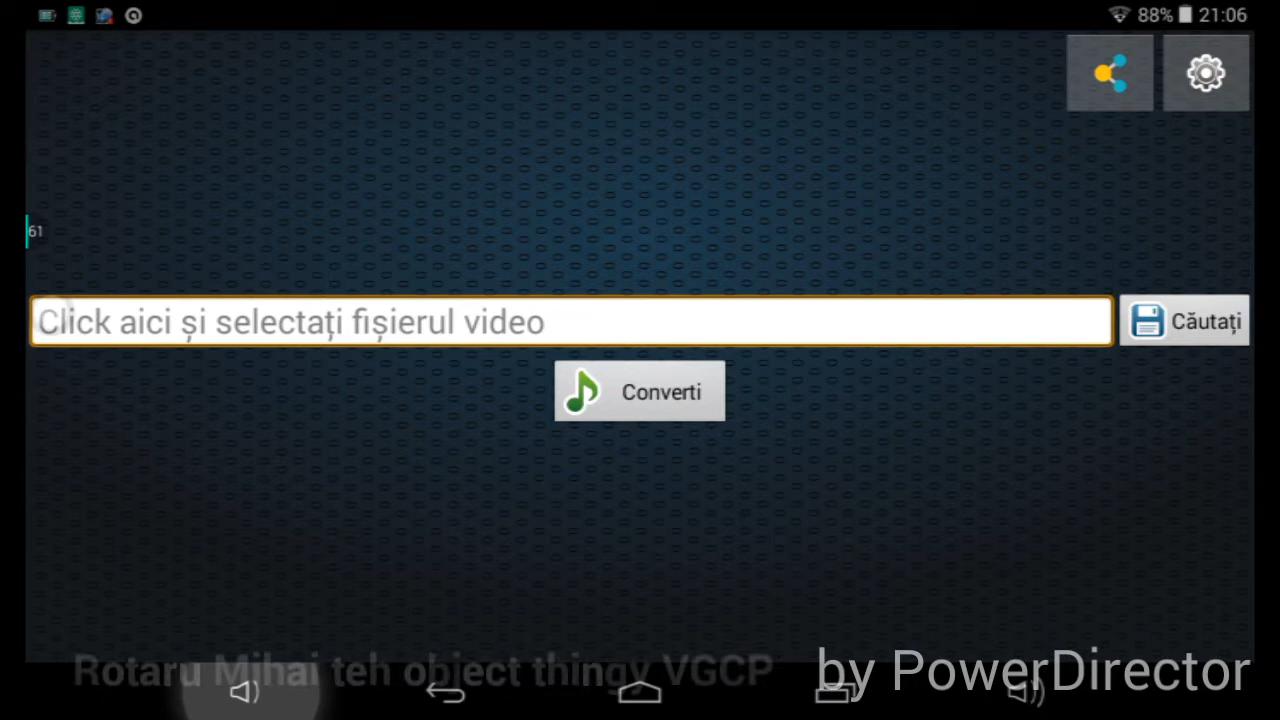 88% 21:06
61
Click aici și selectați fișierul video
Căutați
Converti
Rotaru Mihai teh object thingy VGCP
by PowerDirector